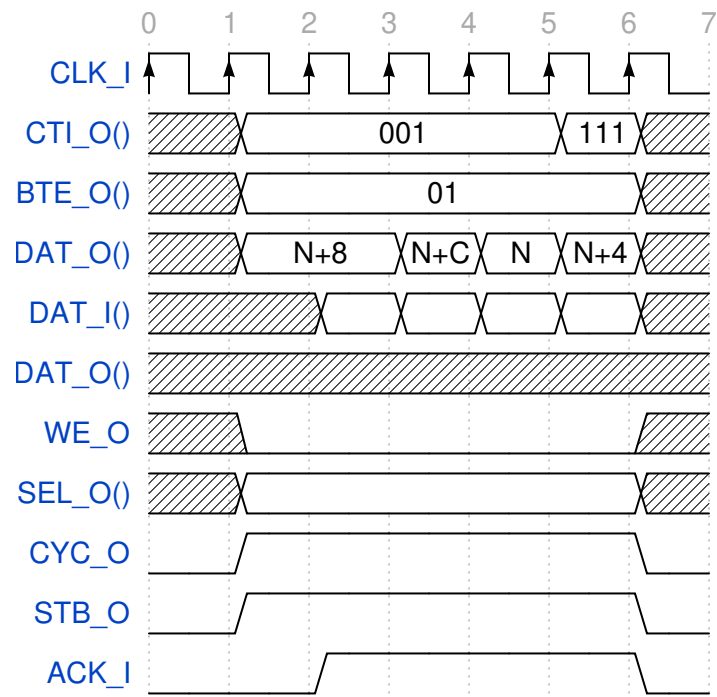 0 1 2 3 4 5 6 7
CLK_I
CTI_O() 001 111
BTE_O() 01
DAT_O() N+8 N+C N N+4
DAT_I()
DAT_O()
WE_O
SEL_O()
CYC_O
STB_O
ACK_I